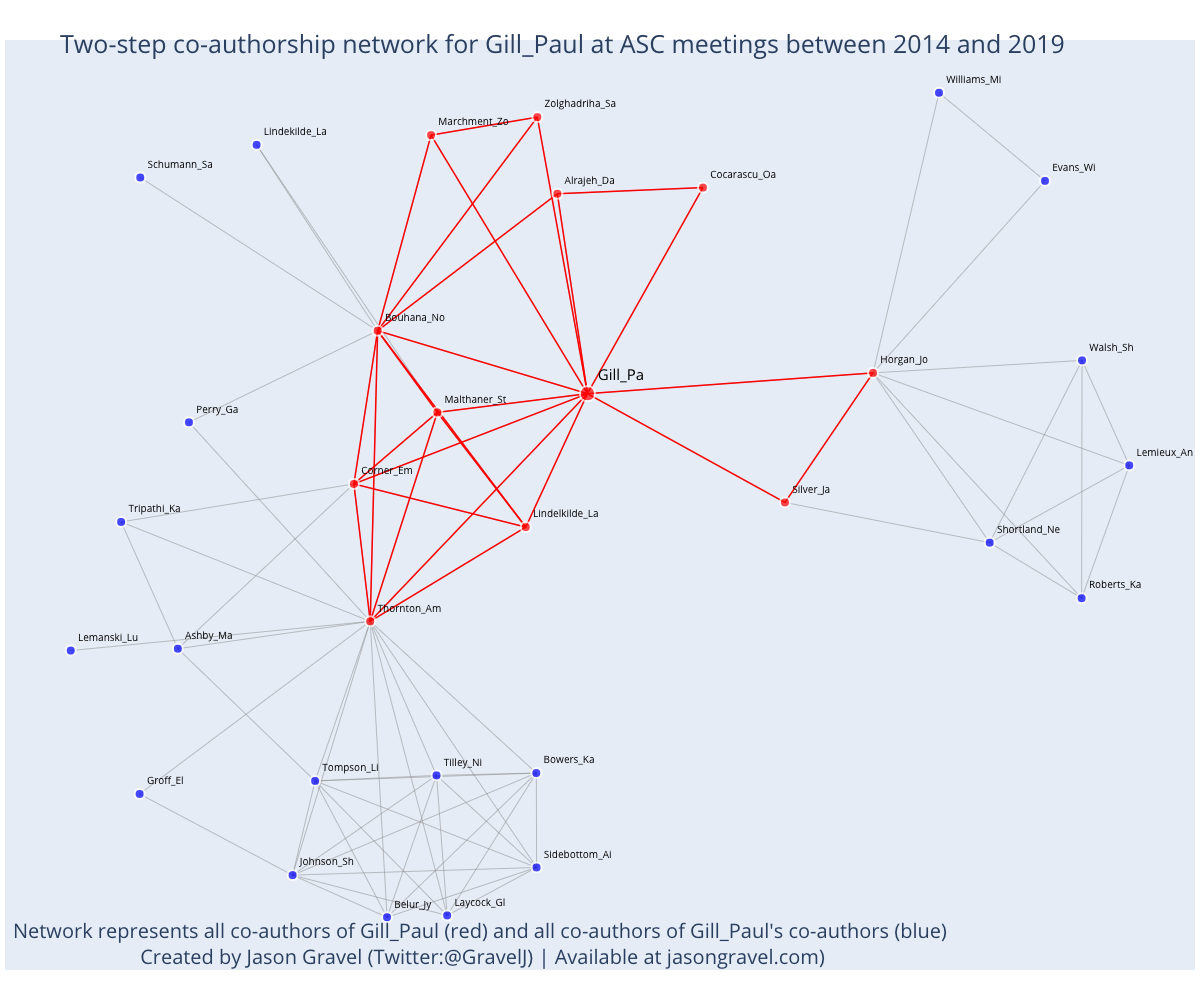 Two-step co-authorship network for Gill_Paul at ASC meetings between 2014 and 2019
Williams_Mi
Zolghadriha_Sa
Marchment_Zo
Lindekilde_La
Schumann_Sa
Evans_Wi
Cocarascu_Oa
Alrajeh_Da
Bouhana_No
Walsh_Sh
Horgan_Jo
Gill_Pa
Malthaner_St
Perry_Ga
Lemieux_An
Corner_Em
Silver_Ja
Tripathi_Ka
Lindelkilde_La
Shortland_Ne
Roberts_Ka
Thornton_Am
Lemanski_Lu
Ashby_Ma
Bowers_Ka
Tilley_Ni
Tompson_Li
Groff_El
Sidebottom_Ai
Johnson_Sh
Belur_Jy
Laycock_Gl
Network represents all co-authors of Gill_Paul (red) and all co-authors of Gill_Paul's co-authors (blue)
Created by Jason Gravel (Twitter:@GravelJ) | Available at jasongravel.com)